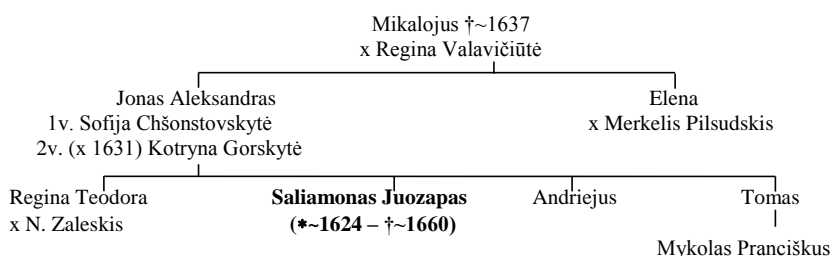 Mikalojus †~1637
x Regina Valavičiūtė
Jonas Aleksandras
1v. Sofija Chšonstovskytė
2v. (x 1631) Kotryna Gorskytė
Elena
x Merkelis Pilsudskis
Regina Teodora
x N. Zaleskis
Saliamonas Juozapas
(*~1624 – †~1660)
Andriejus
Tomas
Mykolas Pranciškus